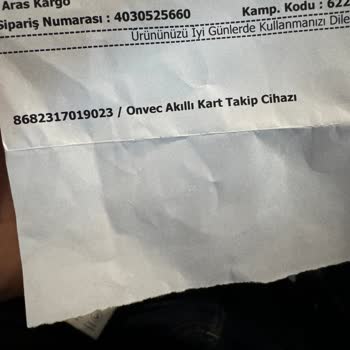 Aras Kargo
Sipariş Numarası : 4030525660 Kamp. Kodu : 622
Ürününüzü İyi Günlerde Kullanmanızı Dile
8682317019023 / Onvec Akıllı Kart Takip Cihazı